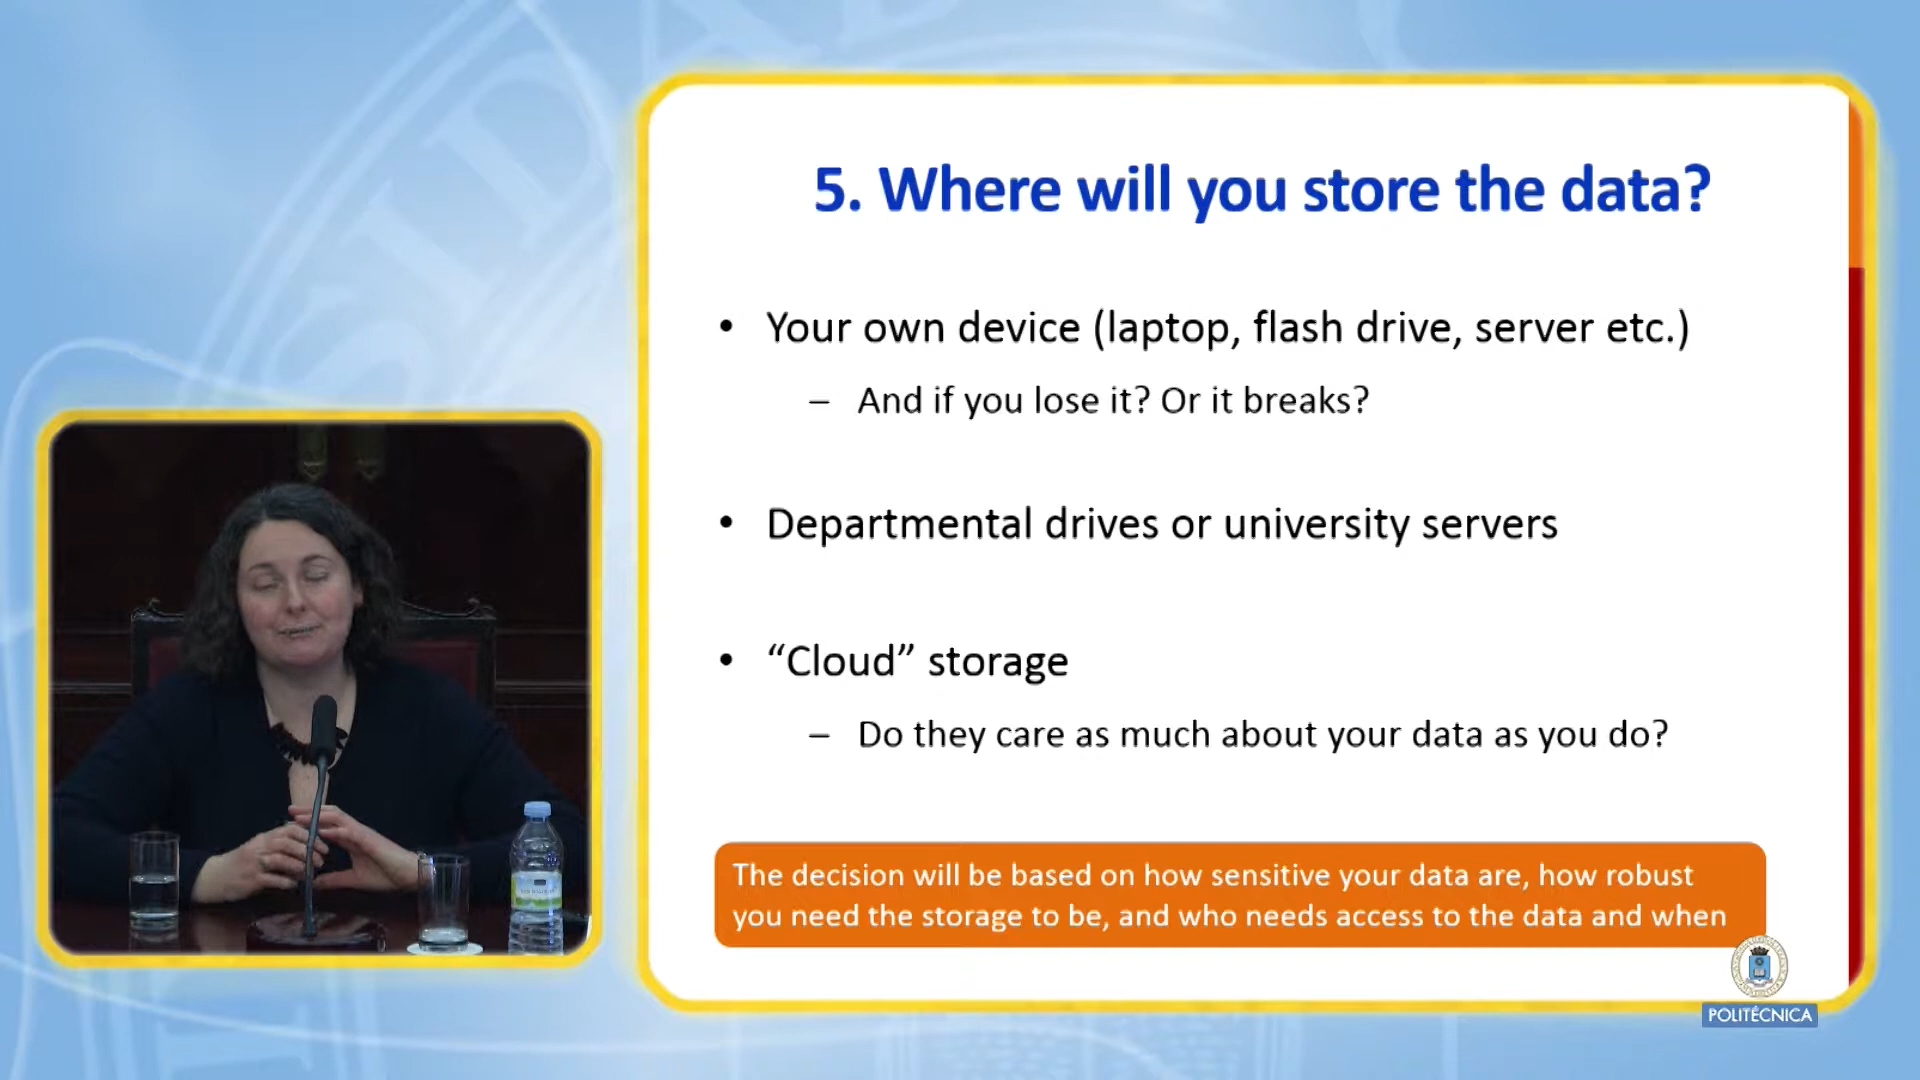 5. Where will you store the data?
• Your own device (laptop, flash drive, server etc.)
– And if you lose it? Or it breaks?
• Departmental drives or university servers
• “Cloud” storage
– Do they care as much about your data as you do?
The decision will be based on how sensitive your data are, how robust
you need the storage to be, and who needs access to the data and when
POLITÉCNICA